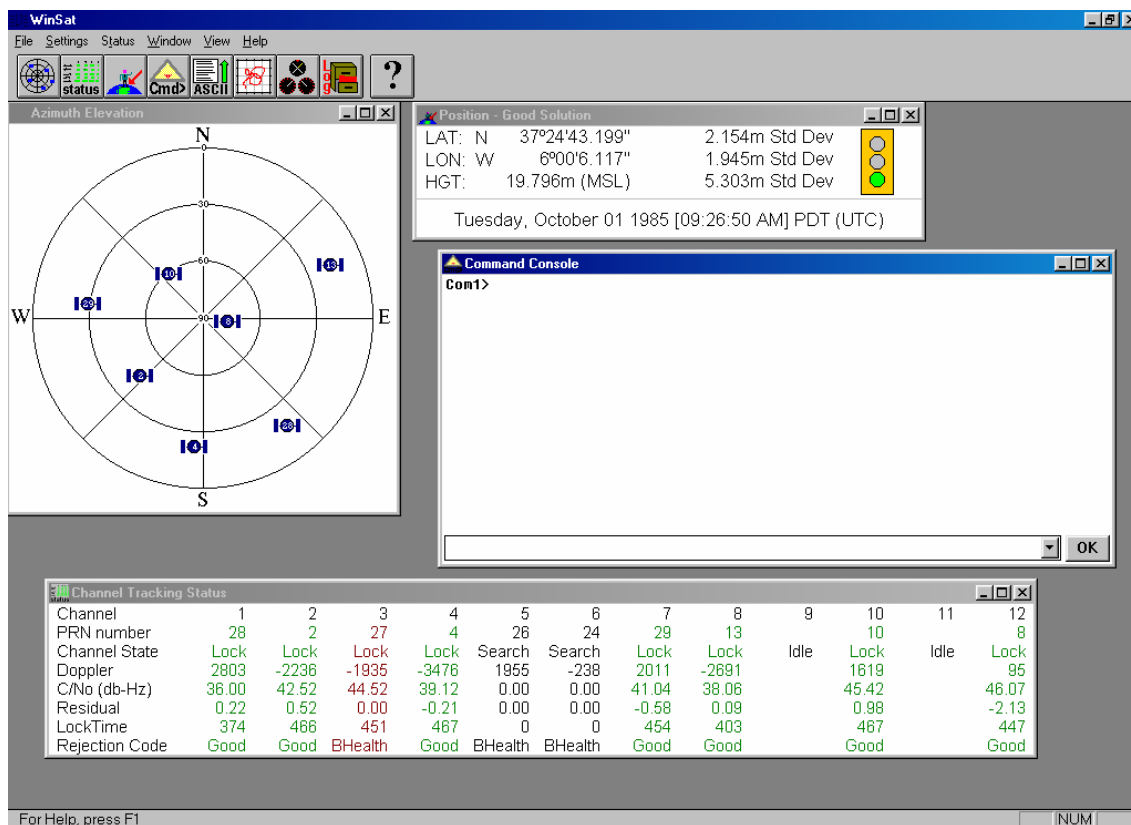 WinSat
File Settings Status Window View Help
status Cmd> ASCII Log ?
Azimuth Elevation
N
0
30
60
90
W
E
S
10
13
29
8
2
28
4
Position - Good Solution
LAT: N 37º24'43.199" 2.154m Std Dev
LON: W 6º00'6.117" 1.945m Std Dev
HGT: 19.796m (MSL) 5.303m Std Dev
Tuesday, October 01 1985 [09:26:50 AM] PDT (UTC)
Command Console
Com1>
OK
Channel Tracking Status
Channel 1 2 3 4 5 6 7 8 9 10 11 12
PRN number 28 2 27 4 26 24 29 13 10 8
Channel State Lock Lock Lock Lock Search Search Lock Lock Idle Lock Idle Lock
Doppler 2803 -2236 -1935 -3476 1955 -238 2011 -2691 1619 95
C/No (db-Hz) 36.00 42.52 44.52 39.12 0.00 0.00 41.04 38.06 45.42 46.07
Residual 0.22 0.52 0.00 -0.21 0.00 0.00 -0.58 0.09 0.98 -2.13
LockTime 374 466 451 467 0 0 454 403 467 447
Rejection Code Good Good BHealth Good BHealth BHealth Good Good Good Good
For Help, press F1
NUM